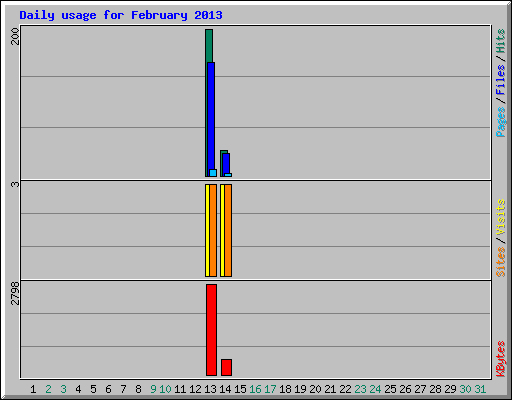 Daily usage for February 2013
200
3
2798
Pages / Files / Hits
Sites / Visits
KBytes
1 2 3 4 5 6 7 8 9 10 11 12 13 14 15 16 17 18 19 20 21 22 23 24 25 26 27 28 29 30 31